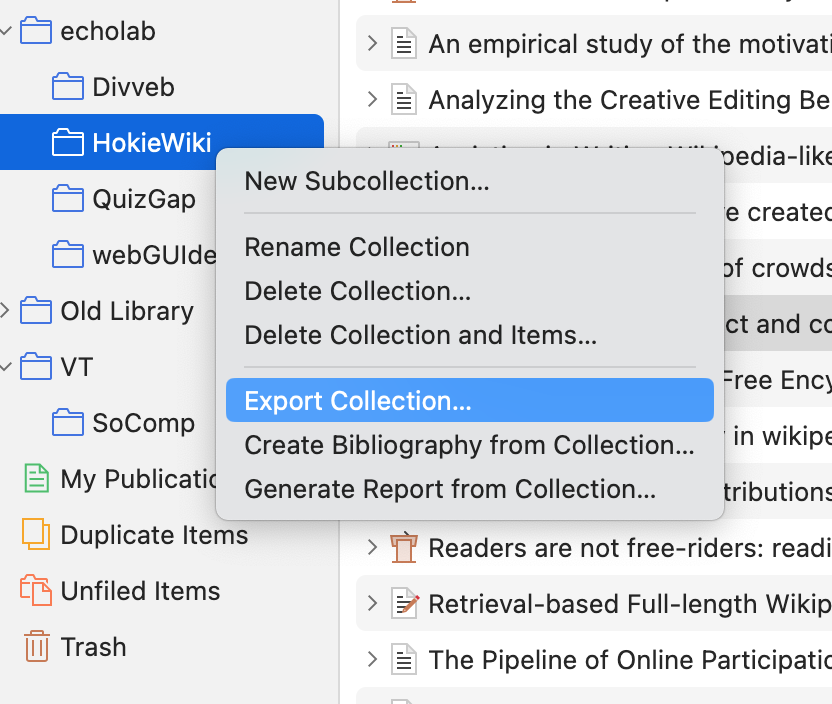 echolab
Divveb
HokieWiki
QuizGap
webGUIde
Old Library
VT
SoComp
My Publicatio
Duplicate Items
Unfiled Items
Trash
New Subcollection...
Rename Collection
Delete Collection...
Delete Collection and Items...
Export Collection...
Create Bibliography from Collection...
Generate Report from Collection...
An empirical study of the motivati
Analyzing the Creative Editing Be
pedia-like
e created
of crowds
ct and co
Free Ency
in wikipe
tributions
Readers are not free-riders: readi
Retrieval-based Full-length Wikip
The Pipeline of Online Participatio